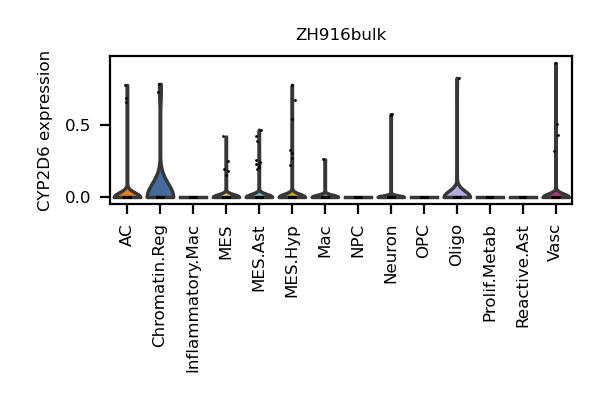 ZH916bulk
CYP2D6 expression
0.5
0.0
AC
Chromatin.Reg
Inflammatory.Mac
MES
MES.Ast
MES.Hyp
Mac
NPC
Neuron
OPC
Oligo
Prolif.Metab
Reactive.Ast
Vasc